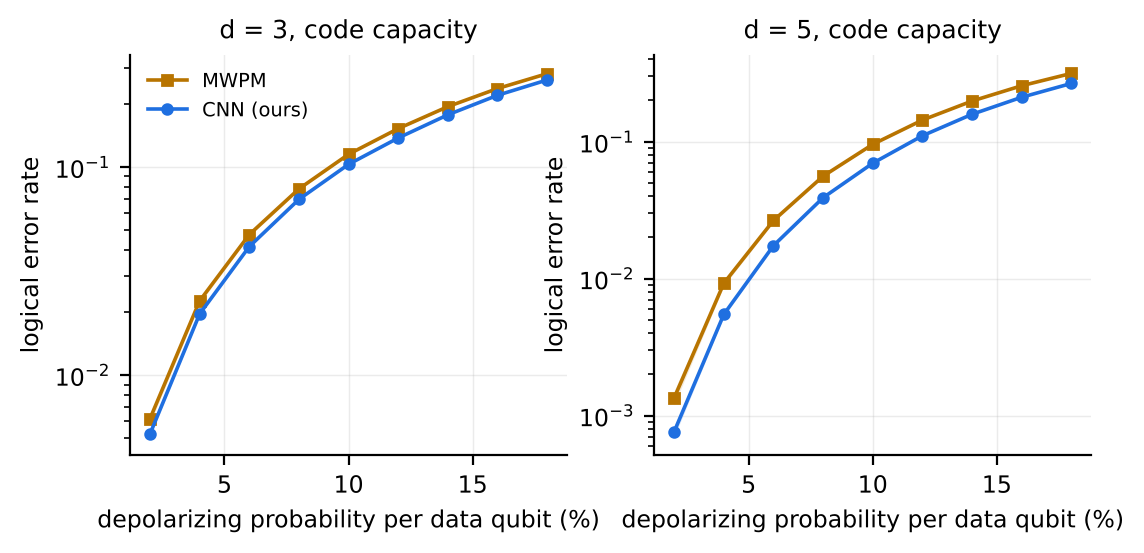 d = 3, code capacity
MWPM
CNN (ours)
logical error rate
10⁻¹
10⁻²
5
10
15
depolarizing probability per data qubit (%)
d = 5, code capacity
logical error rate
10⁻¹
10⁻²
10⁻³
5
10
15
depolarizing probability per data qubit (%)